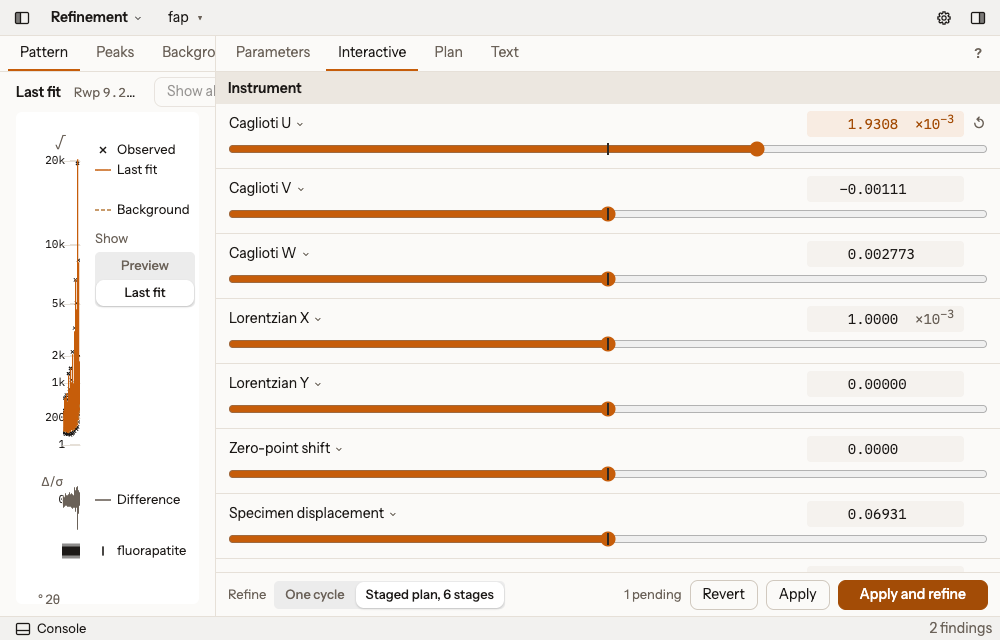 Refinement
fap
Pattern
Peaks
Backgro
Parameters
Interactive
Plan
Text
?
Last fit
Rwp 9.2…
Show al
Instrument
√
20k
10k
5k
2k
1k
200
1
Δ/σ
0
° 2θ
× Observed
Last fit
Background
Show
Preview
Last fit
Difference
fluorapatite
Caglioti U
1.9308 ×10⁻³
Caglioti V
−0.00111
Caglioti W
0.002773
Lorentzian X
1.0000 ×10⁻³
Lorentzian Y
0.00000
Zero-point shift
0.0000
Specimen displacement
0.06931
Refine
One cycle
Staged plan, 6 stages
1 pending
Revert
Apply
Apply and refine
Console
2 findings